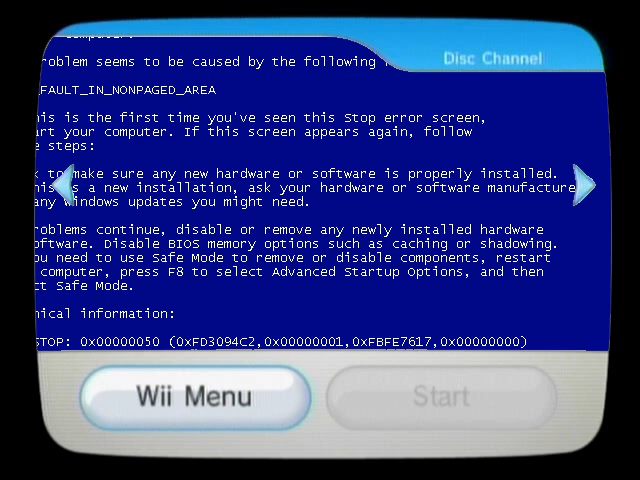 computer.
Disc Channel
roblem seems to be caused by the following
FAULT_IN_NONPAGED_AREA
his is the first time you've seen this Stop error screen,
art your computer. If this screen appears again, follow
e steps:
k to make sure any new hardware or software is properly installed.
his is a new installation, ask your hardware or software manufacture
any windows updates you might need.
roblems continue, disable or remove any newly installed hardware
oftware. Disable BIOS memory options such as caching or shadowing.
ou need to use Safe Mode to remove or disable components, restart
computer, press F8 to select Advanced Startup Options, and then
ct Safe Mode.
nical information:
STOP: 0x00000050 (0xFD3094C2,0x00000001,0xFBFE7617,0x00000000)
Wii Menu
Start